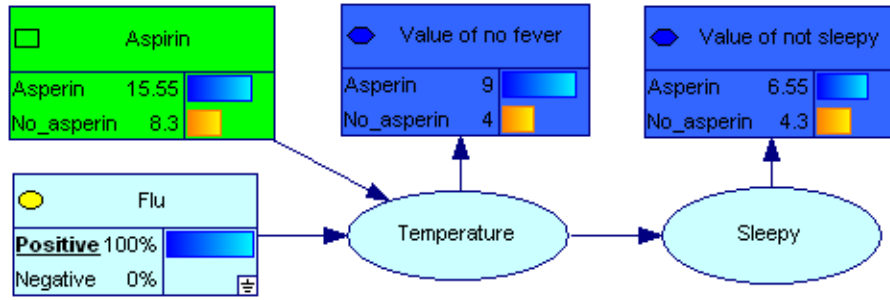 Aspirin
Asperin 15.55
No_asperin 8.3
Value of no fever
Asperin 9
No_asperin 4
Value of not sleepy
Asperin 6.55
No_asperin 4.3
Flu
Positive 100%
Negative 0%
Temperature
Sleepy